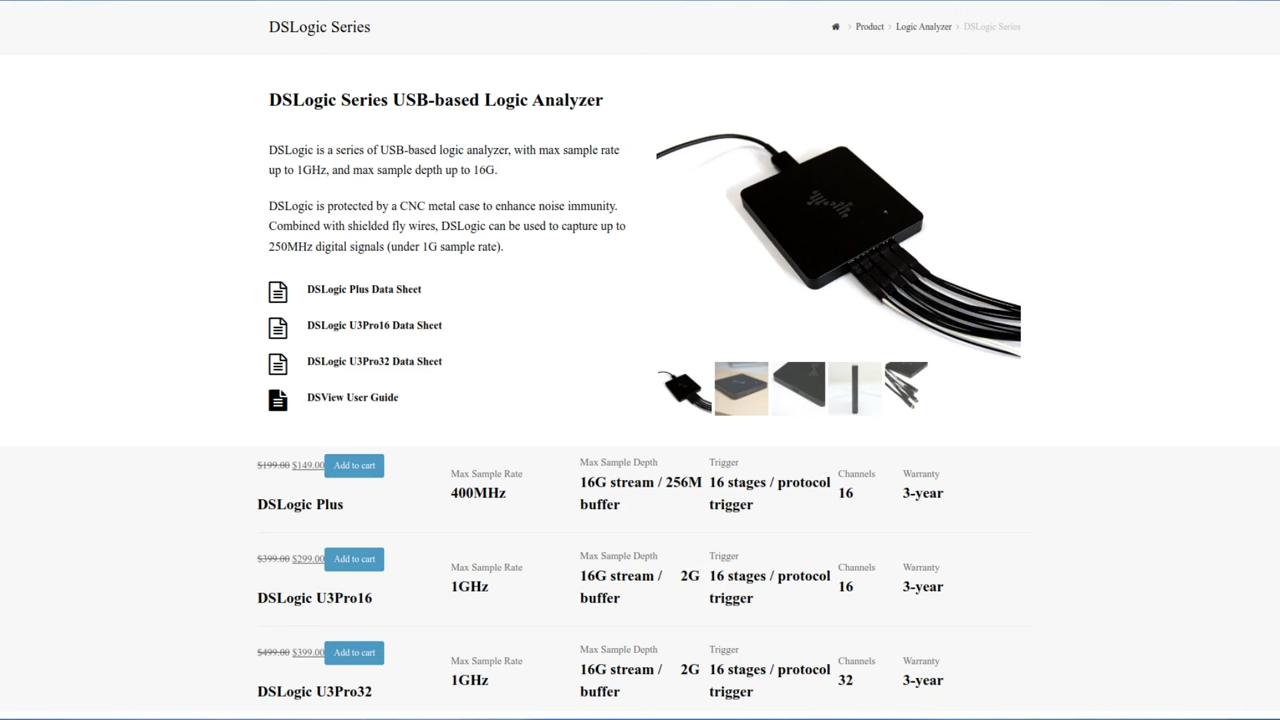 DSLogic Series
Product
Logic Analyzer
DSLogic Series
DSLogic Series USB-based Logic Analyzer
DSLogic is a series of USB-based logic analyzer, with max sample rate
up to 1GHz, and max sample depth up to 16G.
DSLogic is protected by a CNC metal case to enhance noise immunity.
Combined with shielded fly wires, DSLogic can be used to capture up to
250MHz digital signals (under 1G sample rate).
DSLogic Plus Data Sheet
DSLogic U3Pro16 Data Sheet
DSLogic U3Pro32 Data Sheet
DSView User Guide
$199.00 $149.00 Add to cart
DSLogic Plus
Max Sample Rate
400MHz
Max Sample Depth
16G stream / 256M
buffer
Trigger
16 stages / protocol
trigger
Channels
16
Warranty
3-year
$399.00 $299.00 Add to cart
DSLogic U3Pro16
Max Sample Rate
1GHz
Max Sample Depth
16G stream / 2G
buffer
Trigger
16 stages / protocol
trigger
Channels
16
Warranty
3-year
$499.00 $399.00 Add to cart
DSLogic U3Pro32
Max Sample Rate
1GHz
Max Sample Depth
16G stream / 2G
buffer
Trigger
16 stages / protocol
trigger
Channels
32
Warranty
3-year